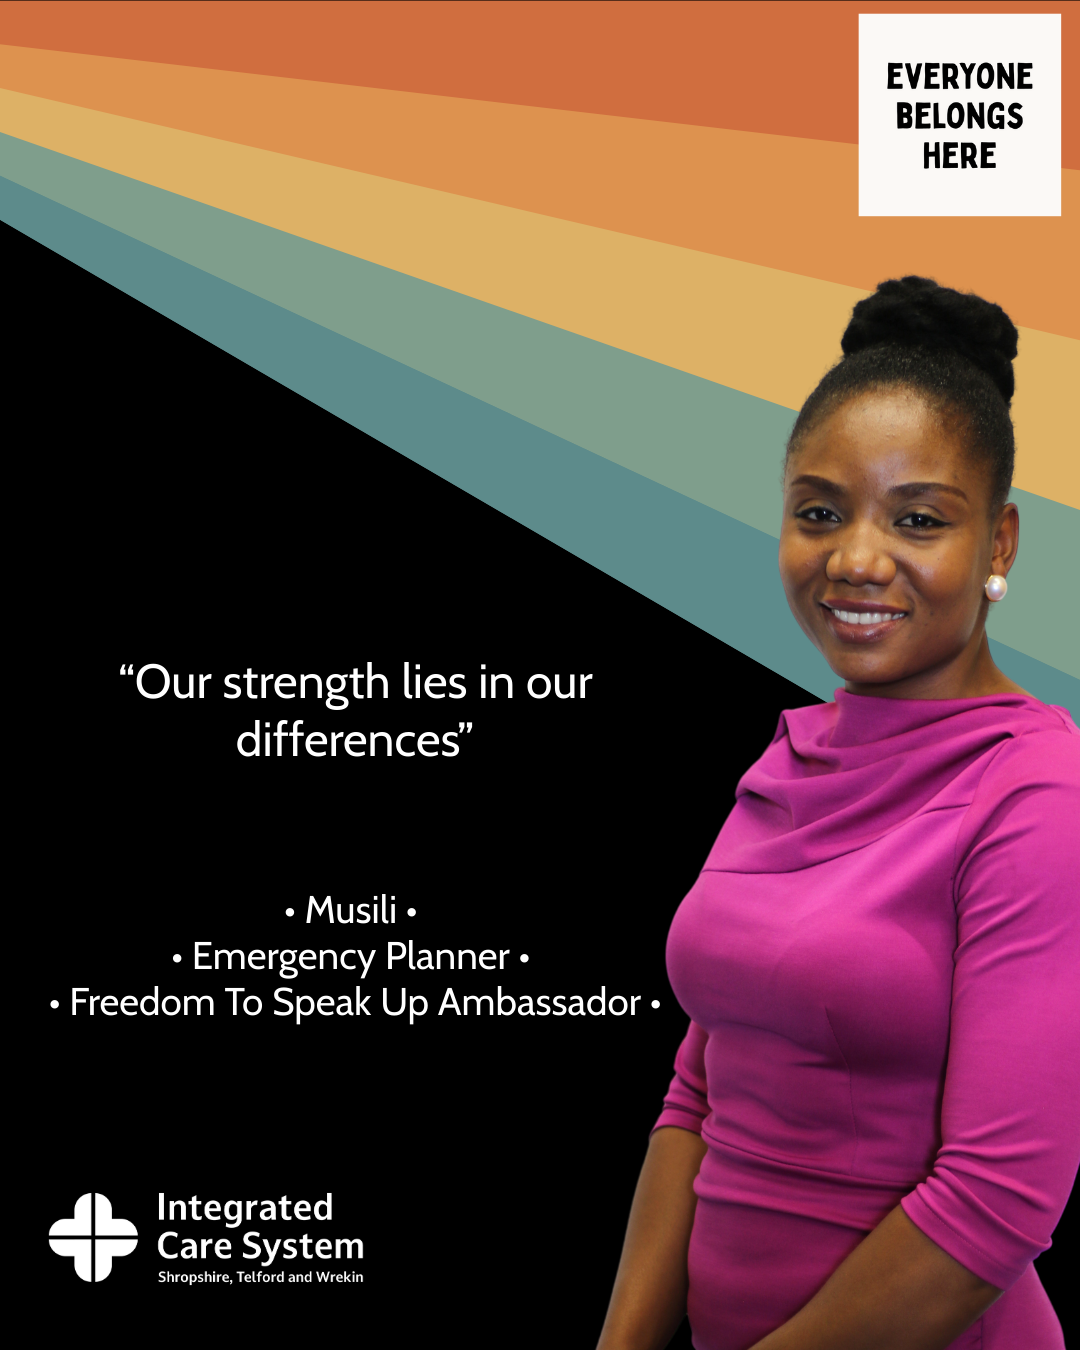 EVERYONE
BELONGS
HERE
“Our strength lies in our
differences”
• Musili •
• Emergency Planner •
• Freedom To Speak Up Ambassador •
Integrated
Care System
Shropshire, Telford and Wrekin